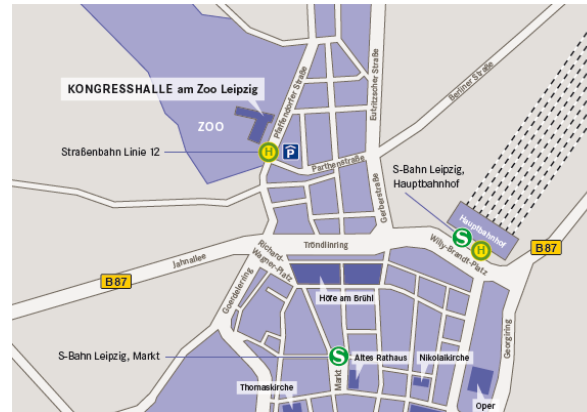 KONGRESSHALLE am Zoo Leipzig
ZOO
Pfaffendorfer Straße
Eutritzscher Straße
Berliner Straße
Straßenbahn Linie 12
H
P
Parthenstraße
Gerberstraße
S-Bahn Leipzig,
Hauptbahnhof
Hauptbahnhof
S
H
B87
Willy-Brandt-Platz
Tröndlinring
Richard-
Wagner-Platz
Jahnallee
B87
Goerdelerring
Höfe am Brühl
Georgiring
S-Bahn Leipzig, Markt
S
Markt
Altes Rathaus
Nikolaikirche
Thomaskirche
Oper